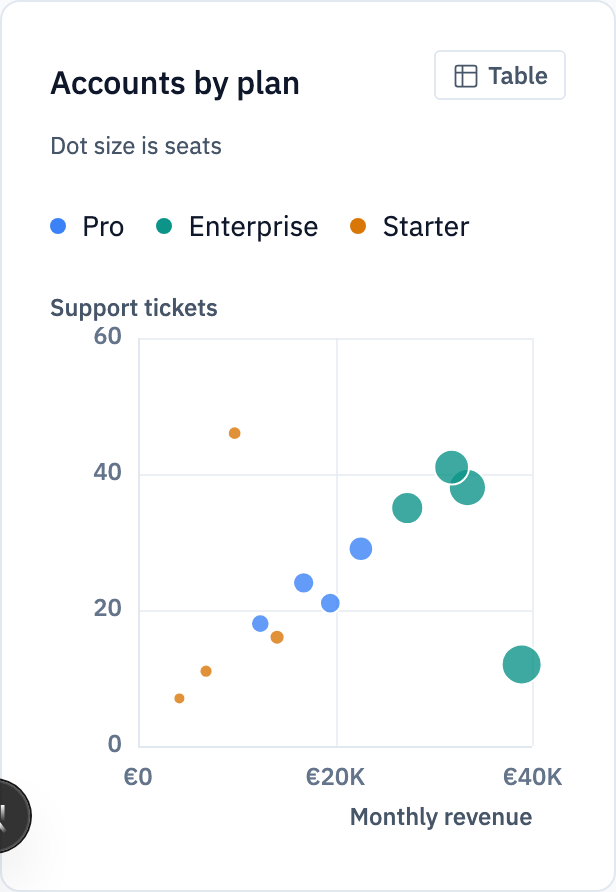 Accounts by plan
Table
Dot size is seats
Pro
Enterprise
Starter
Support tickets
60
40
20
0
€0
€20K
€40K
Monthly revenue